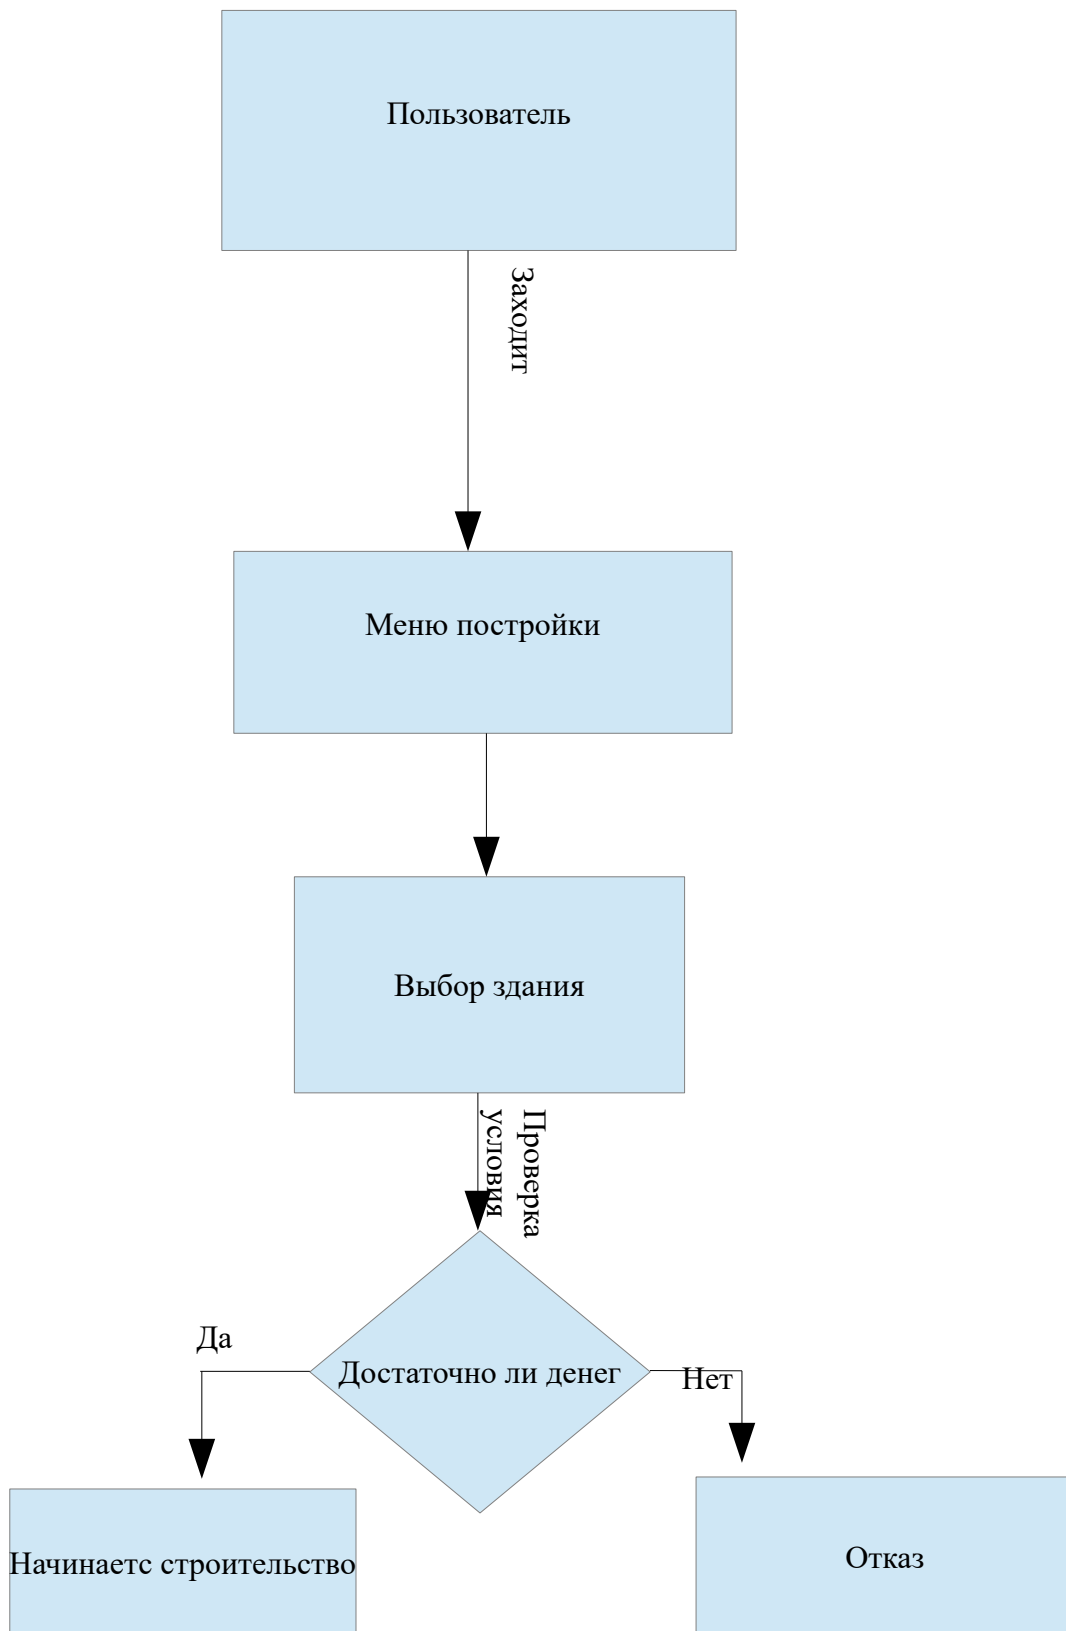 Пользователь
Заходит
Меню постройки
Выбор здания
Проверка
условия
Да
Достаточно ли денег
Нет
Начинаетс строительство
Отказ